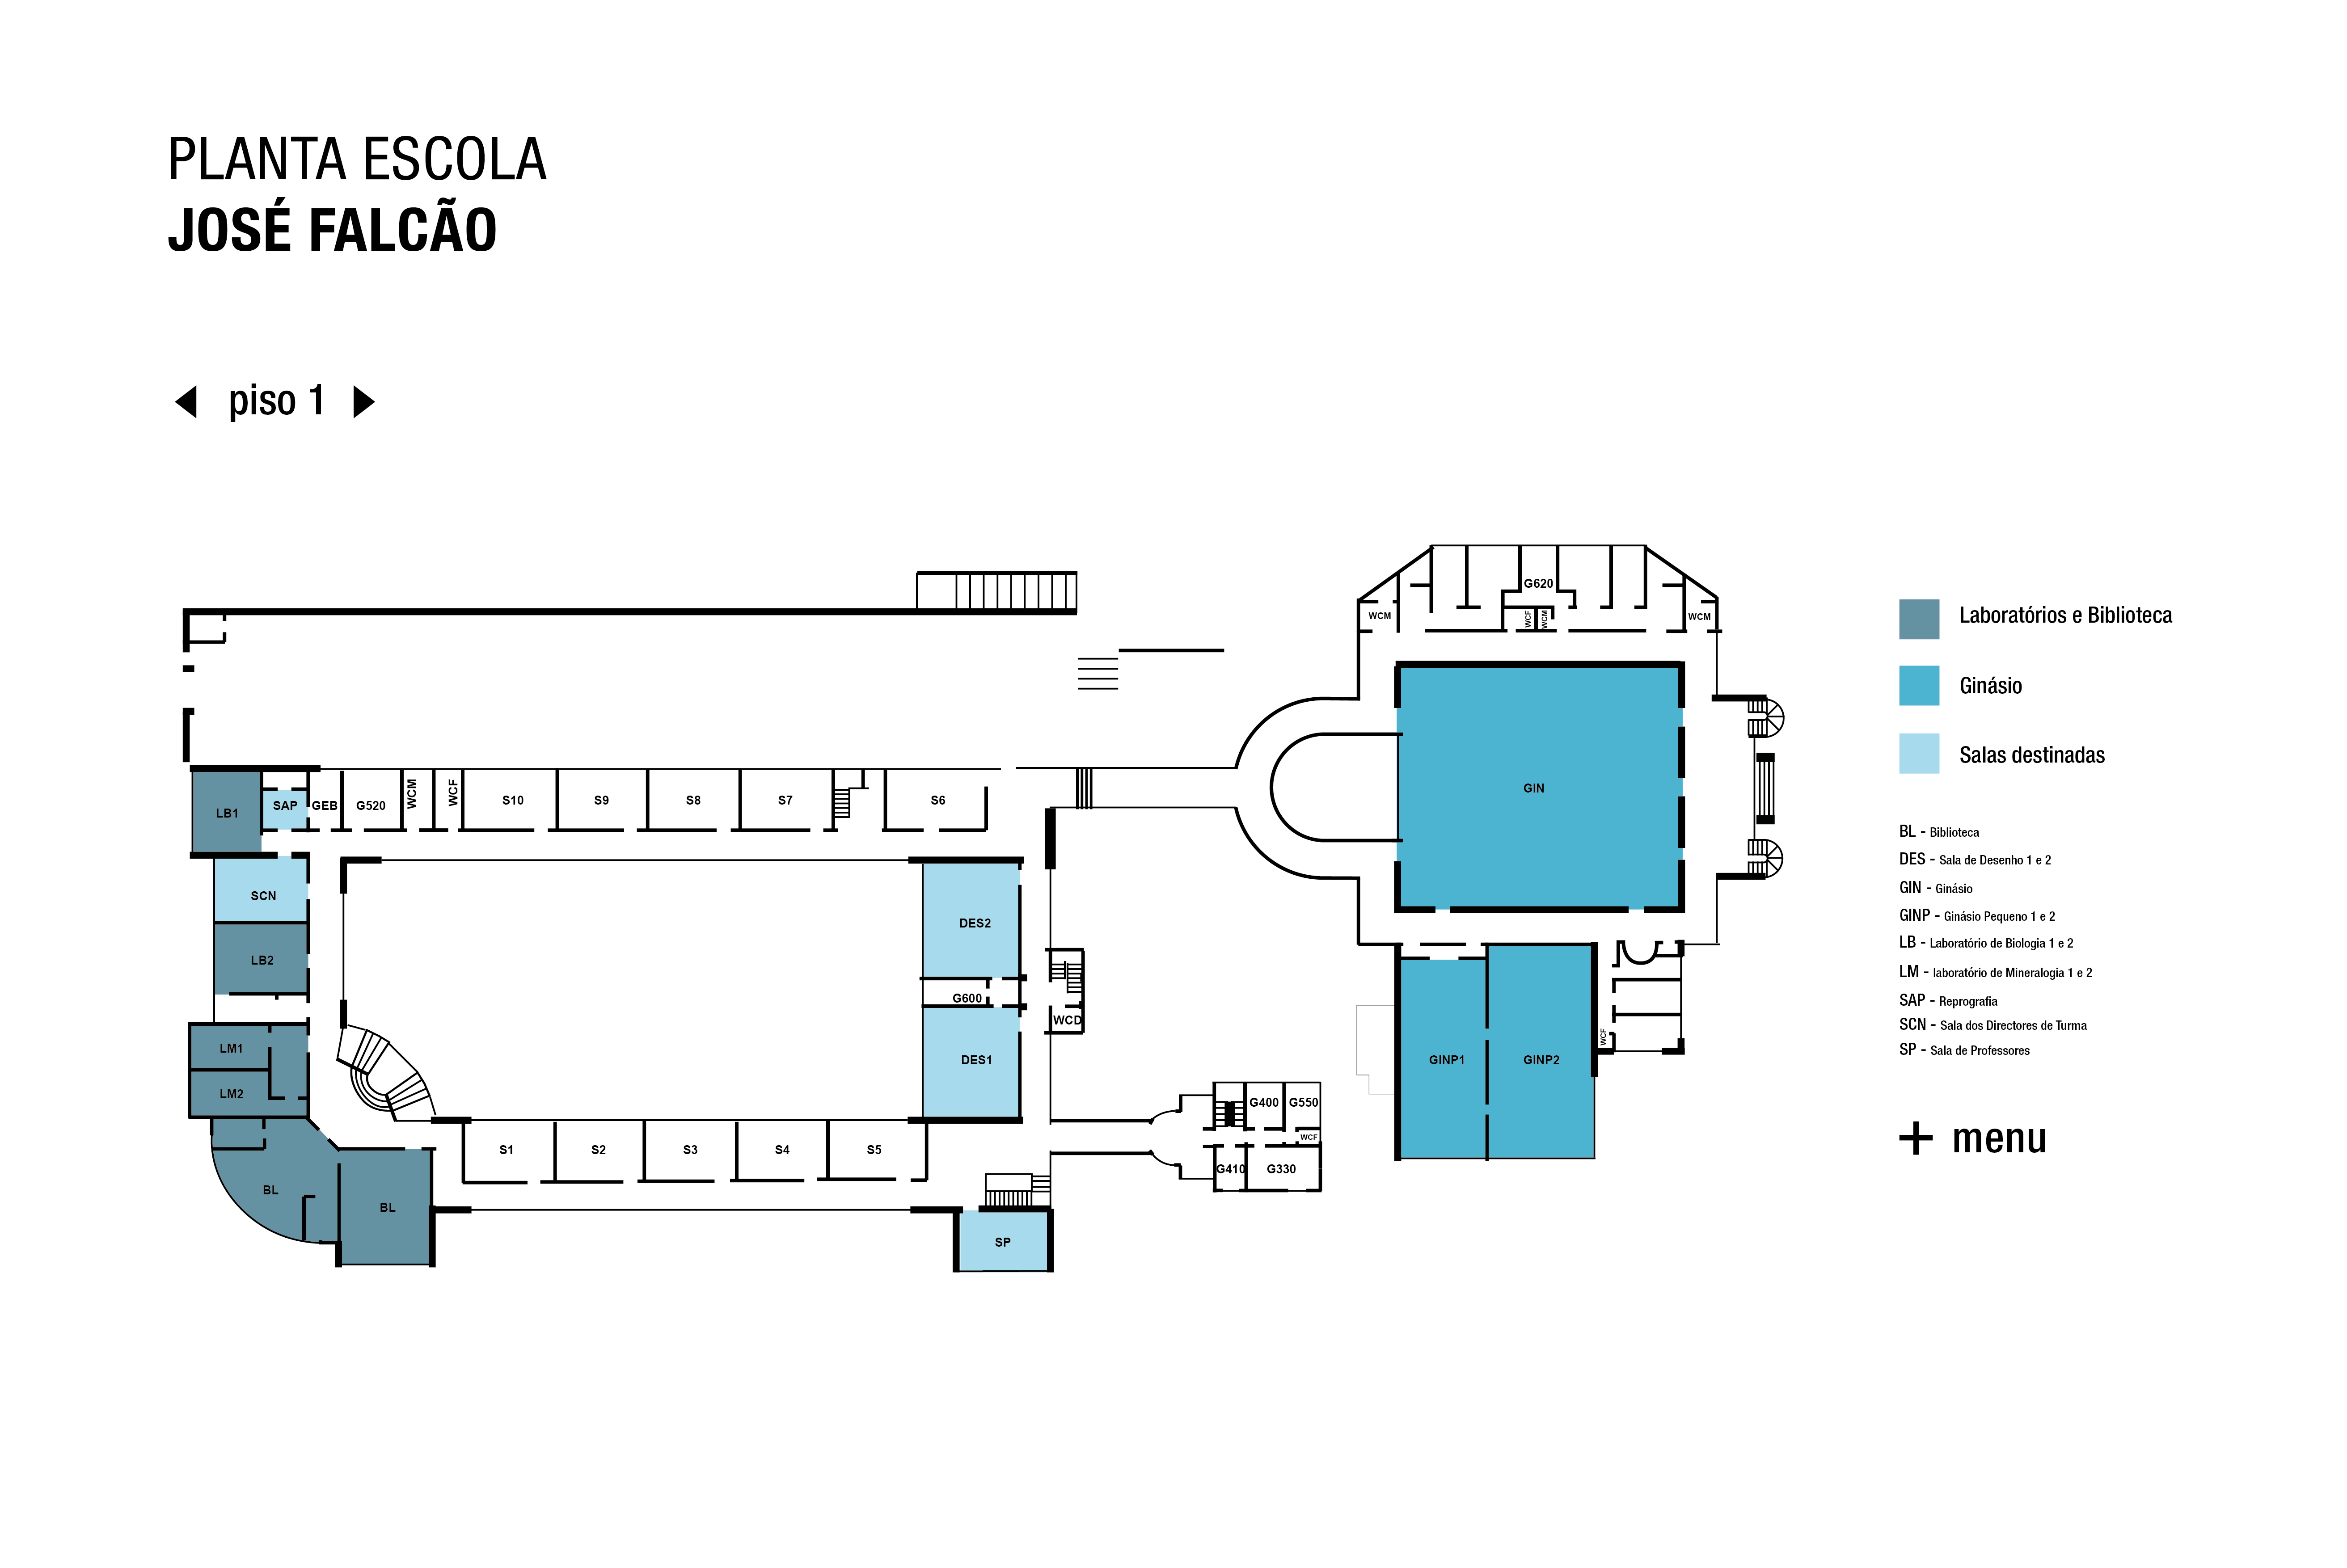 PLANTA ESCOLA
JOSÉ FALCÃO
piso 1
G620
WCM
WCF
WCM
WCM
GIN
GINP1
GINP2
WCF
LB1
SAP
GEB
G520
WCM
WCF
S10
S9
S8
S7
S6
SCN
LB2
LM1
LM2
BL
BL
DES2
G600
DES1
WCD
S1
S2
S3
S4
S5
SP
G400
G550
WCF
G410
G330
Laboratórios e Biblioteca
Ginásio
Salas destinadas
BL - Biblioteca
DES - Sala de Desenho 1 e 2
GIN - Ginásio
GINP - Ginásio Pequeno 1 e 2
LB - Laboratório de Biologia 1 e 2
LM - laboratório de Mineralogia 1 e 2
SAP - Reprografia
SCN - Sala dos Directores de Turma
SP - Sala de Professores
+ menu